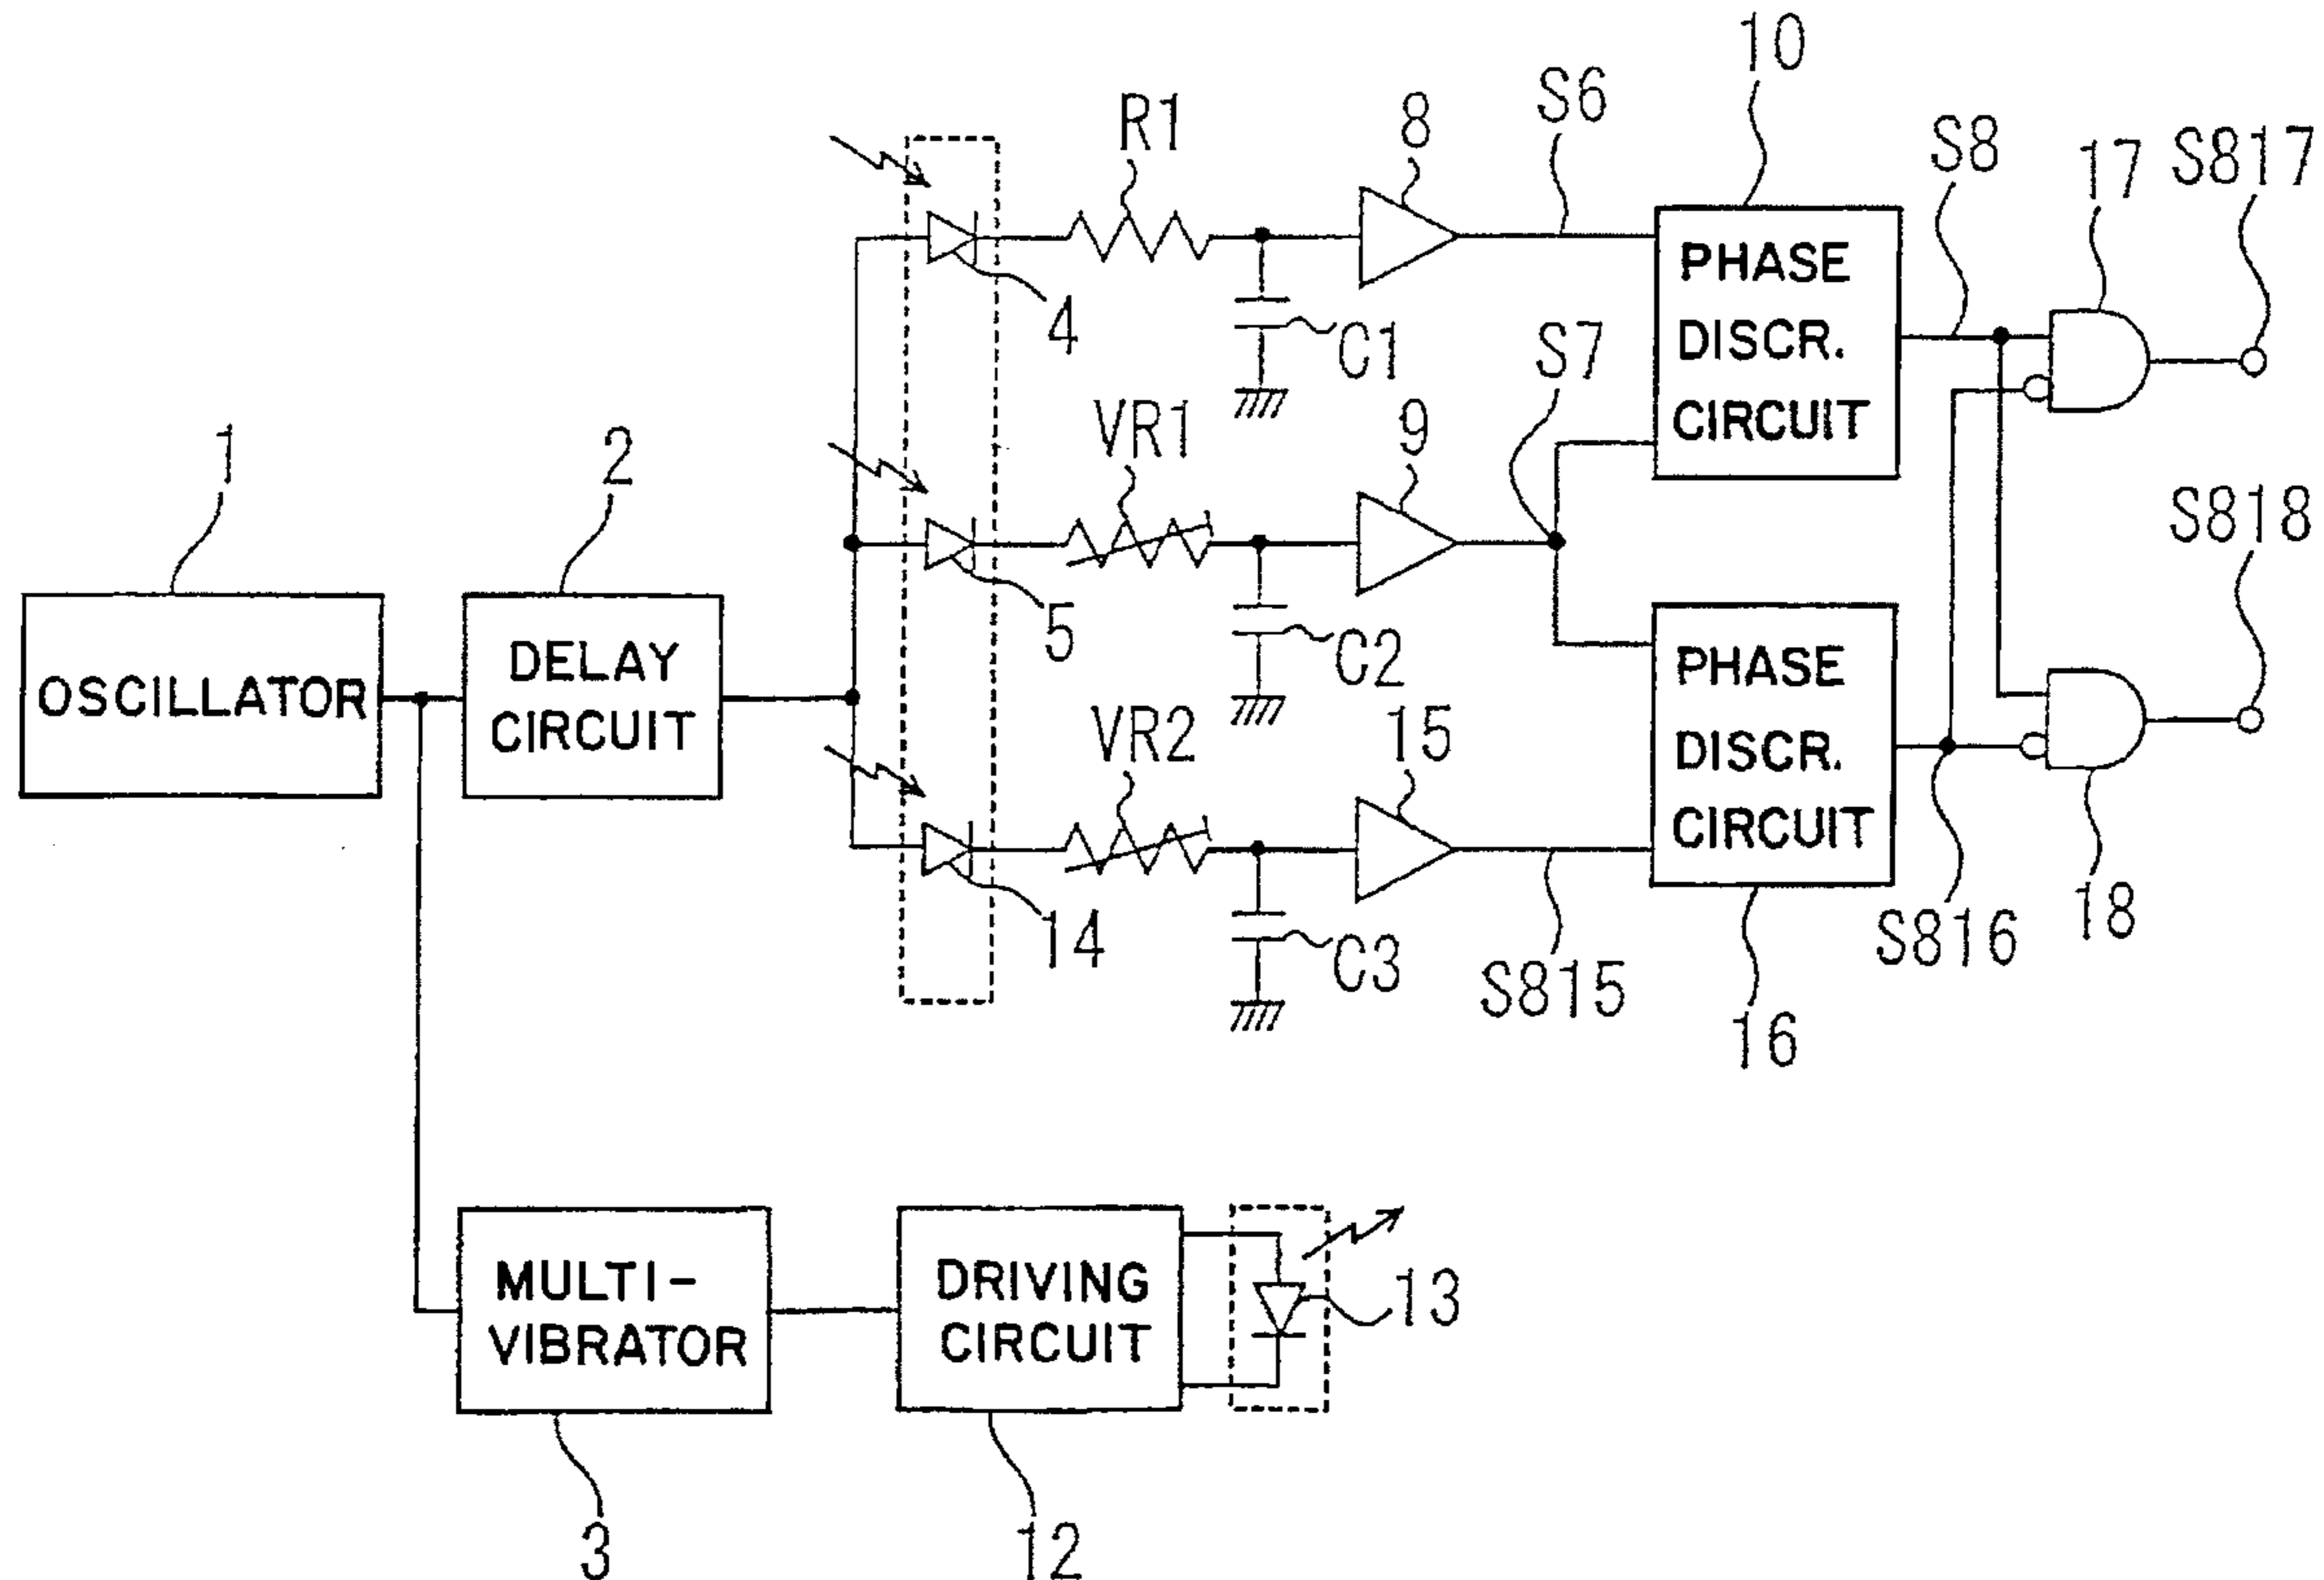 10
S6
8
R1
S8
17
S817
4
C1
S7
PHASE
DISCR.
CIRCUIT
1
2
VR1
9
S818
5
C2
OSCILLATOR
DELAY
CIRCUIT
VR2
15
PHASE
DISCR.
CIRCUIT
14
C3
S815
S816
18
16
MULTI-
VIBRATOR
DRIVING
CIRCUIT
13
3
12